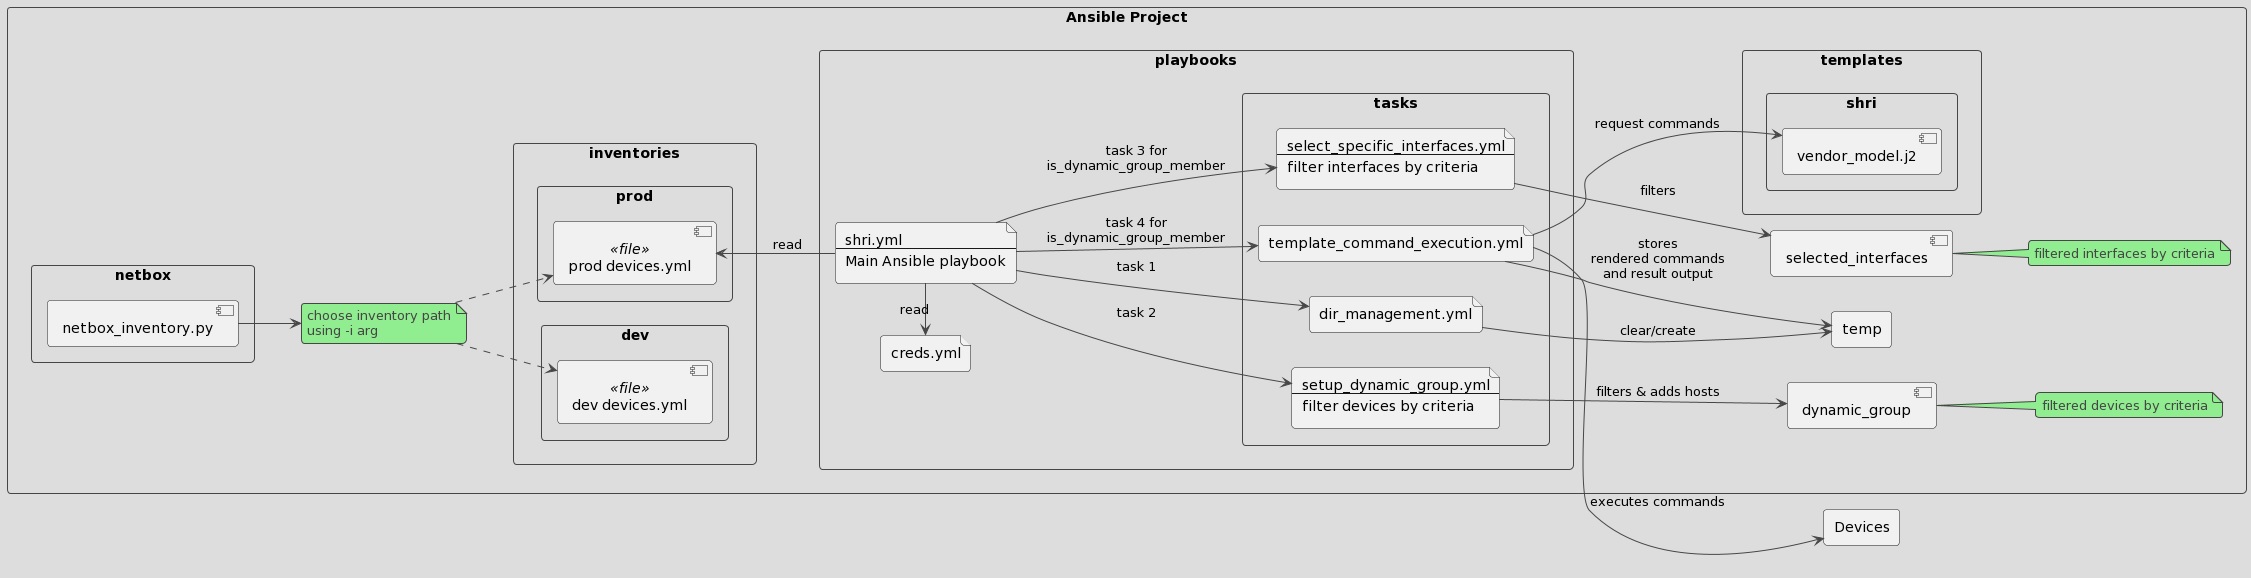 Ansible Project
netbox
netbox_inventory.py
choose inventory path
using -i arg
inventories
prod
«file»
prod devices.yml
dev
«file»
dev devices.yml
read
playbooks
shri.yml
Main Ansible playbook
read
creds.yml
task 3 for
is_dynamic_group_member
task 4 for
is_dynamic_group_member
task 1
task 2
tasks
select_specific_interfaces.yml
filter interfaces by criteria
template_command_execution.yml
dir_management.yml
setup_dynamic_group.yml
filter devices by criteria
request commands
filters
stores
rendered commands
and result output
clear/create
filters & adds hosts
executes commands
templates
shri
vendor_model.j2
selected_interfaces
filtered interfaces by criteria
temp
dynamic_group
filtered devices by criteria
Devices